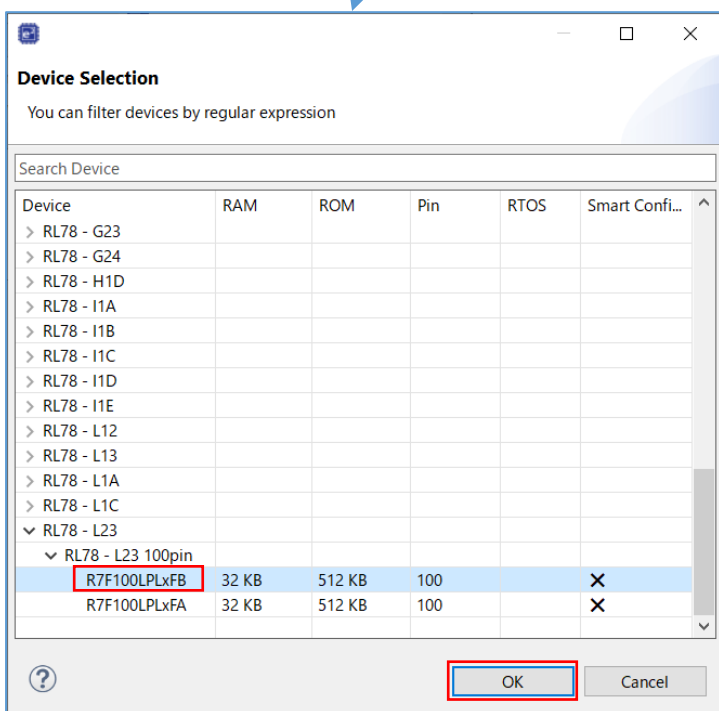 Device Selection
You can filter devices by regular expression
Search Device
Device RAM ROM Pin RTOS Smart Confi...
RL78 - G23
RL78 - G24
RL78 - H1D
RL78 - I1A
RL78 - I1B
RL78 - I1C
RL78 - I1D
RL78 - I1E
RL78 - L12
RL78 - L13
RL78 - L1A
RL78 - L1C
RL78 - L23
RL78 - L23 100pin
R7F100LPLxFB 32 KB 512 KB 100
R7F100LPLxFA 32 KB 512 KB 100
OK Cancel